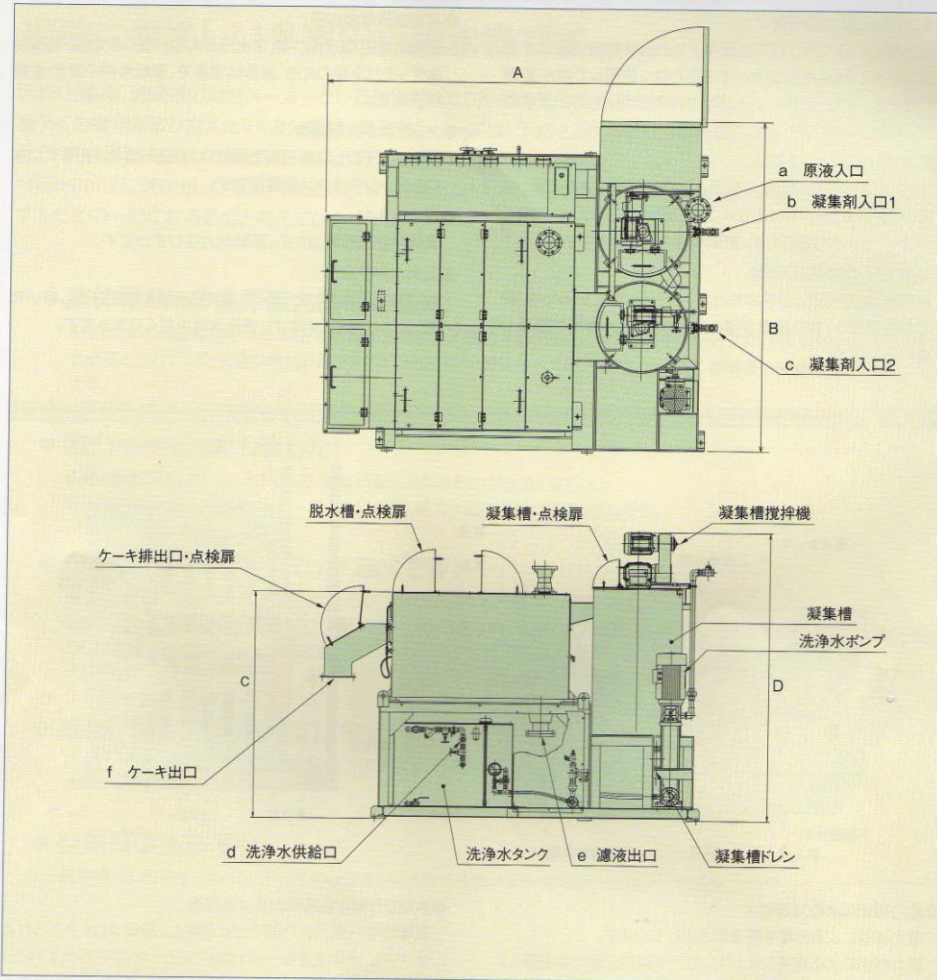 A
a 原液入口
b 凝集剤入口1
B
c 凝集剤入口2
脱水槽・点検扉
凝集槽・点検扉
凝集槽撹拌機
ケーキ排出口・点検扉
凝集槽
洗浄水ポンプ
C
D
f ケーキ出口
d 洗浄水供給口
洗浄水タンク
e 濾液出口
凝集槽ドレン